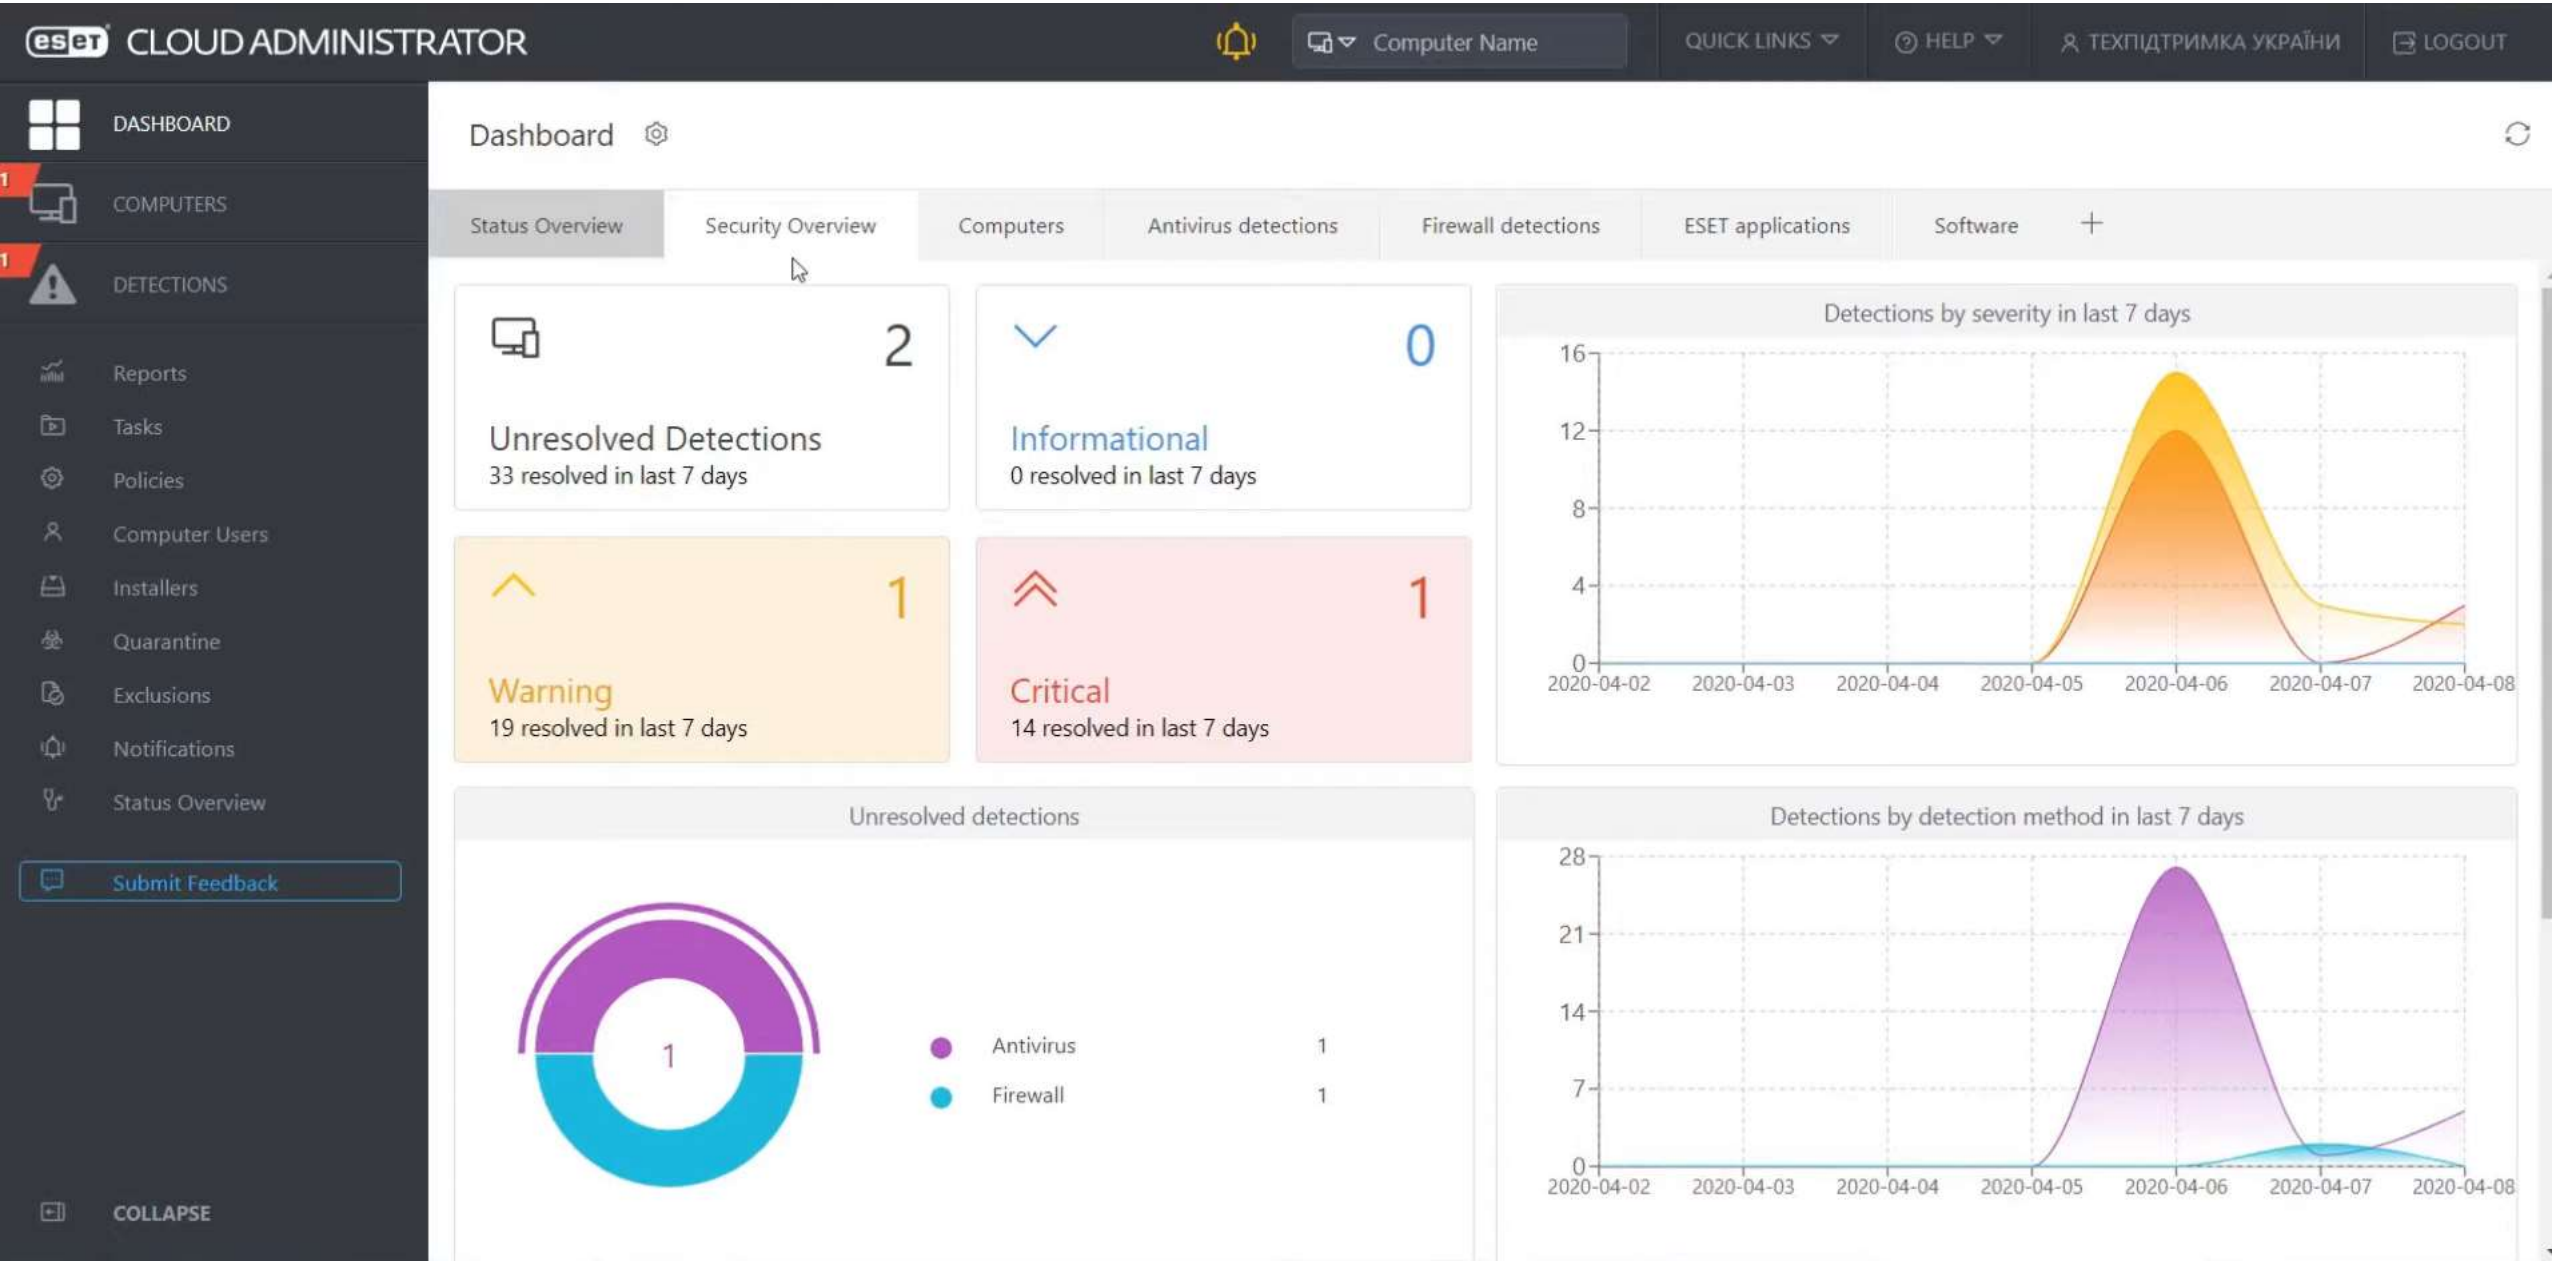 eset CLOUD ADMINISTRATOR
Computer Name
QUICK LINKS
HELP
ТЕХПІДТРИМКА УКРАЇНИ
LOGOUT
DASHBOARD
1
COMPUTERS
1
DETECTIONS
Reports
Tasks
Policies
Computer Users
Installers
Quarantine
Exclusions
Notifications
Status Overview
Submit Feedback
COLLAPSE
Dashboard
Status Overview
Security Overview
Computers
Antivirus detections
Firewall detections
ESET applications
Software
+
2
Unresolved Detections
33 resolved in last 7 days
0
Informational
0 resolved in last 7 days
1
Warning
19 resolved in last 7 days
1
Critical
14 resolved in last 7 days
Detections by severity in last 7 days
16
12
8
4
0
2020-04-02 2020-04-03 2020-04-04 2020-04-05 2020-04-06 2020-04-07 2020-04-08
Unresolved detections
1
Antivirus 1
Firewall 1
Detections by detection method in last 7 days
28
21
14
7
0
2020-04-02 2020-04-03 2020-04-04 2020-04-05 2020-04-06 2020-04-07 2020-04-08